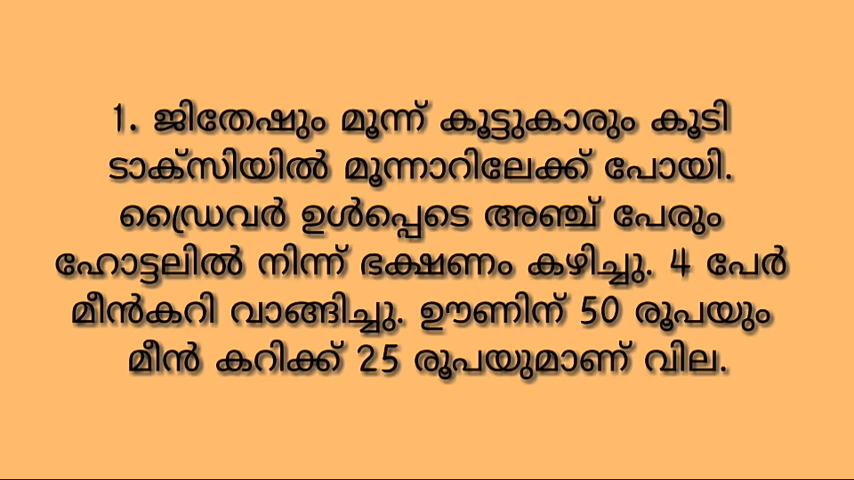 1. ജിതേഷും മൂന്ന് കൂട്ടുകാരും കൂടി
ടാക്സിയിൽ മൂന്നാറിലേക്ക് പോയി.
ഡ്രൈവർ ഉൾപ്പെടെ അഞ്ച് പേരും
ഹോട്ടലിൽ നിന്ന് ഭക്ഷണം കഴിച്ചു. 4 പേർ
മീൻകറി വാങ്ങിച്ചു. ഊണിന് 50 രൂപയും
മീൻ കറിക്ക് 25 രൂപയുമാണ് വില.